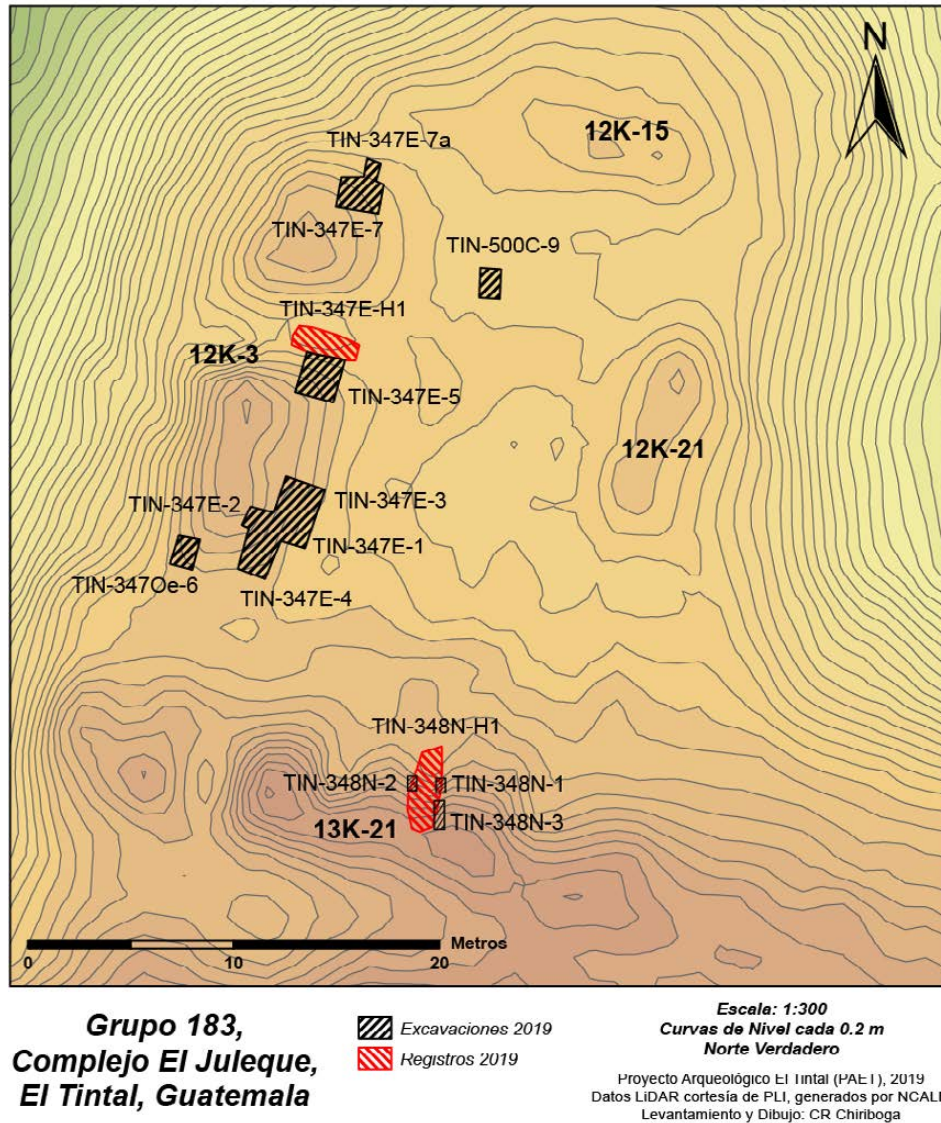 N
12K-15
TIN-347E-7a
TIN-347E-7
TIN-500C-9
TIN-347E-H1
12K-3
TIN-347E-5
12K-21
TIN-347E-2
TIN-347E-3
TIN-347E-1
TIN-347Oe-6
TIN-347E-4
TIN-348N-H1
TIN-348N-2
TIN-348N-1
13K-21
TIN-348N-3
Metros
0
10
20
Grupo 183,
Complejo El Juleque,
El Tintal, Guatemala
Excavaciones 2019
Registros 2019
Escala: 1:300
Curvas de Nivel cada 0.2 m
Norte Verdadero
Proyecto Arqueológico El Tintal (PAET), 2019
Datos LiDAR cortesía de PLI, generados por NCALM
Levantamiento y Dibujo: CR Chiriboga